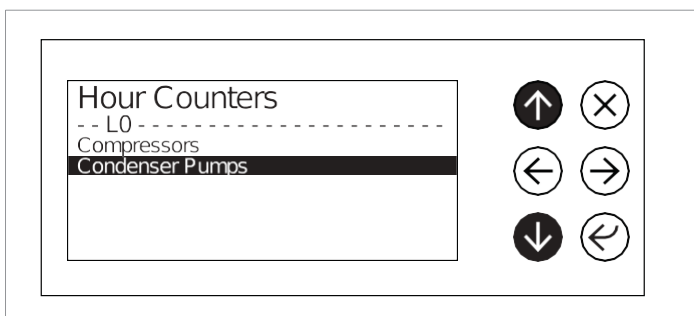 Hour Counters
- - L0 - - - - - - - - - - - - - - - - - - - - - -
Compressors
Condenser Pumps